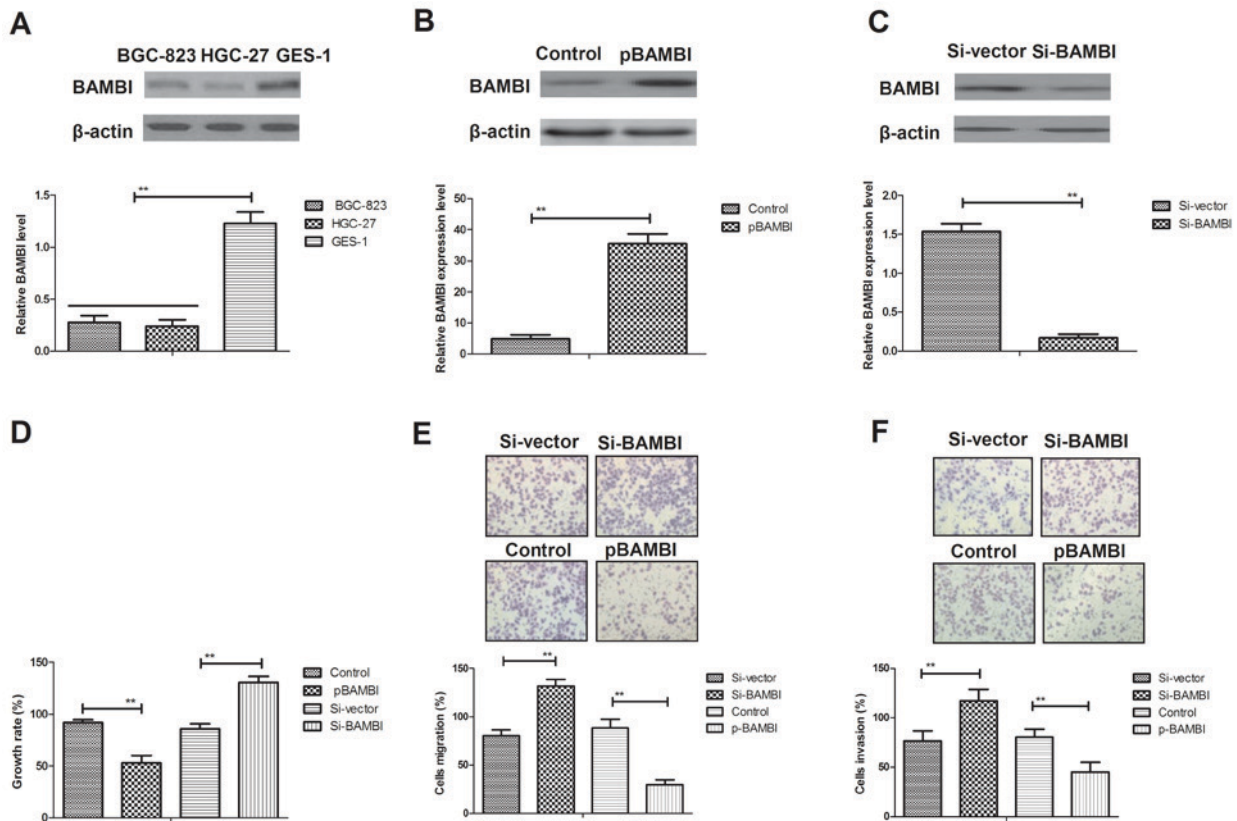 A
BGC-823 HGC-27 GES-1
BAMBI
β-actin
Relative BAMBI level
1.5
1.0
0.5
0.0
**
BGC-823
HGC-27
GES-1
B
Control pBAMBI
BAMBI
β-actin
Relative BAMBI expression level
50
40
30
20
10
0
**
Control
pBAMBI
C
Si-vector Si-BAMBI
BAMBI
β-actin
Relative BAMBI expression level
2.0
1.5
1.0
0.5
0.0
**
Si-vector
Si-BAMBI
D
Growth rate (%)
150
100
50
0
**
**
Control
pBAMBI
Si-vector
Si-BAMBI
E
Si-vector Si-BAMBI
Control pBAMBI
Cells migration (%)
150
100
50
0
**
**
Si-vector
Si-BAMBI
Control
p-BAMBI
F
Si-vector Si-BAMBI
Control pBAMBI
Cells invasion (%)
150
100
50
0
**
**
Si-vector
Si-BAMBI
Control
p-BAMBI